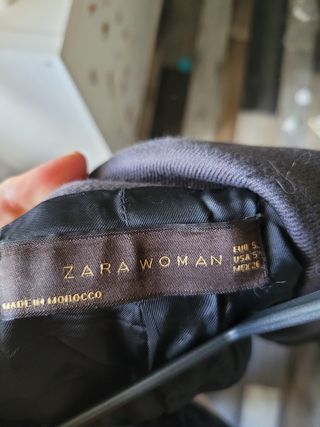 ZARA WOMAN
MADE IN MOROCCO
EUR S
USA S
MEX 26